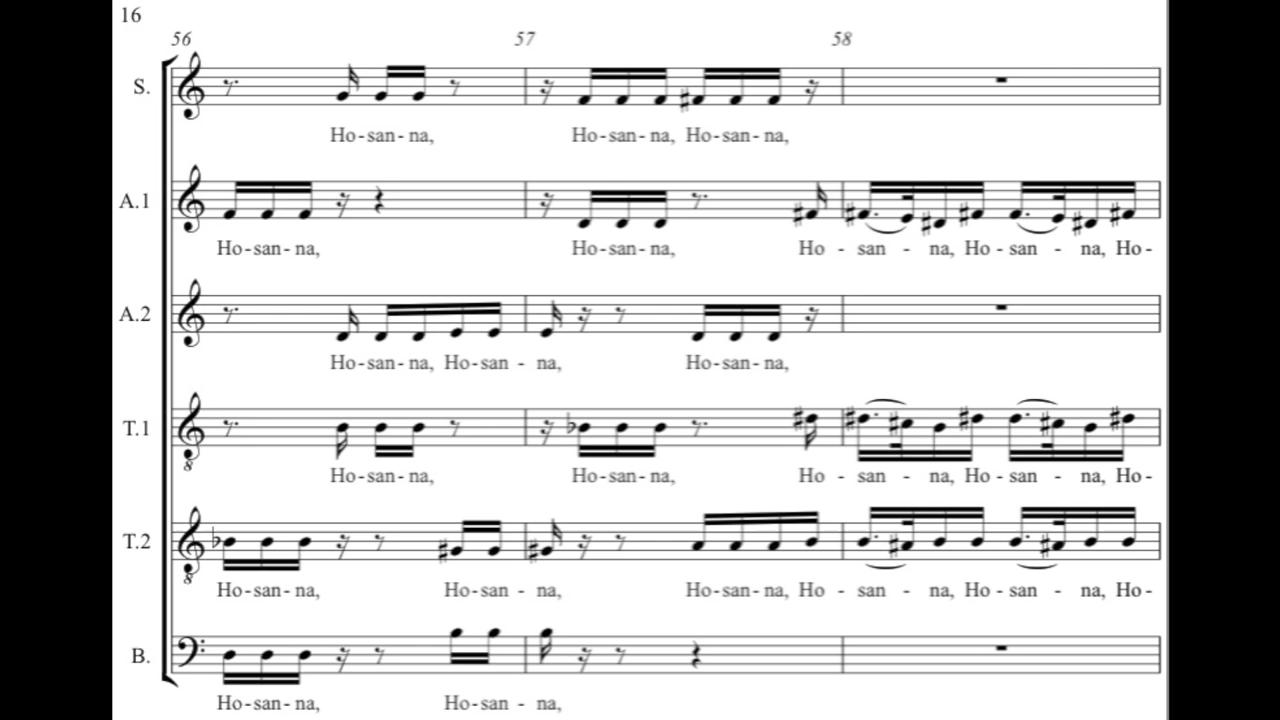 16
56 57 58
S.
Ho-san-na, Ho-san-na, Ho-san-na,
A.1
Ho-san-na, Ho-san-na, Ho - san - na, Ho - san - na, Ho-
A.2
Ho-san-na, Ho-san - na, Ho-san-na,
T.1
Ho-san-na, Ho-san-na, Ho - san - na, Ho - san - na, Ho-
T.2
Ho-san-na, Ho-san - na, Ho-san-na, Ho - san - na, Ho - san - na, Ho-
B.
Ho-san-na, Ho-san - na,